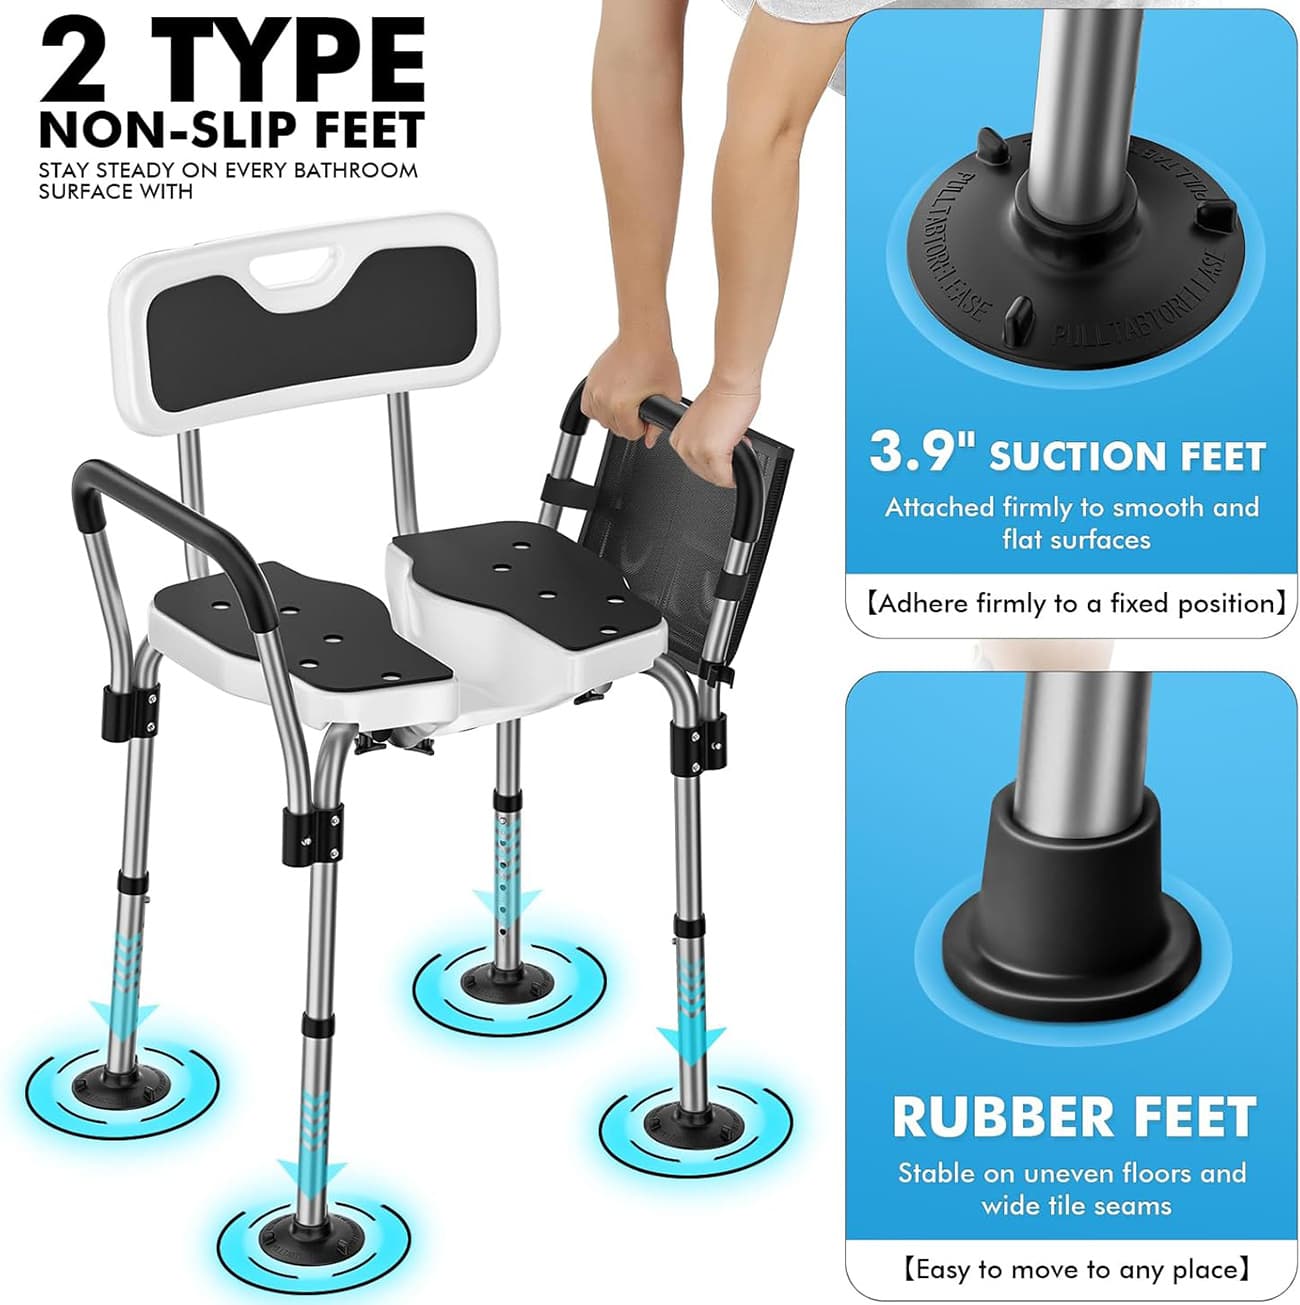 2 TYPE
NON-SLIP FEET
STAY STEADY ON EVERY BATHROOM
SURFACE WITH
PULLTABTORELEASE
PULLTABTORELEASE
3.9" SUCTION FEET
Attached firmly to smooth and
flat surfaces
【Adhere firmly to a fixed position】
RUBBER FEET
Stable on uneven floors and
wide tile seams
【Easy to move to any place】